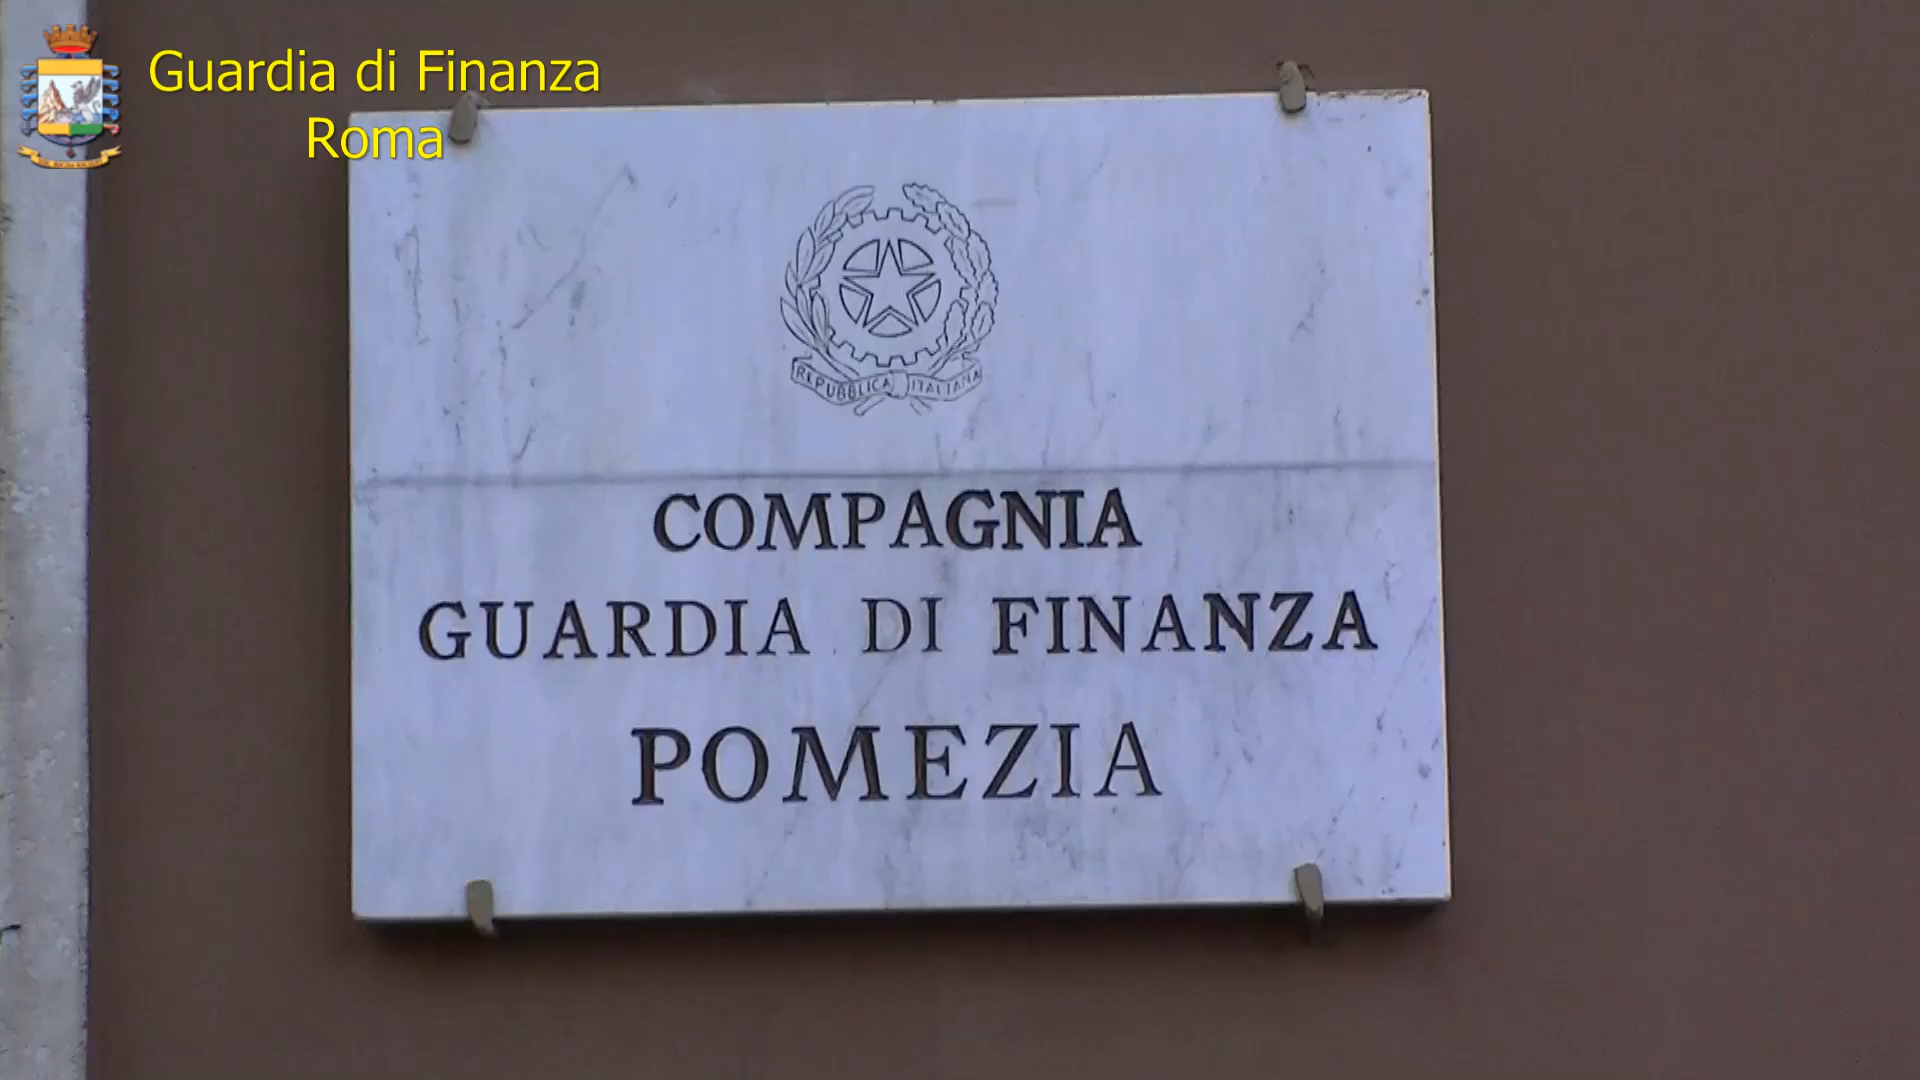 Guardia di Finanza
Roma
REPUBBLICA ITALIANA
COMPAGNIA
GUARDIA DI FINANZA
POMEZIA